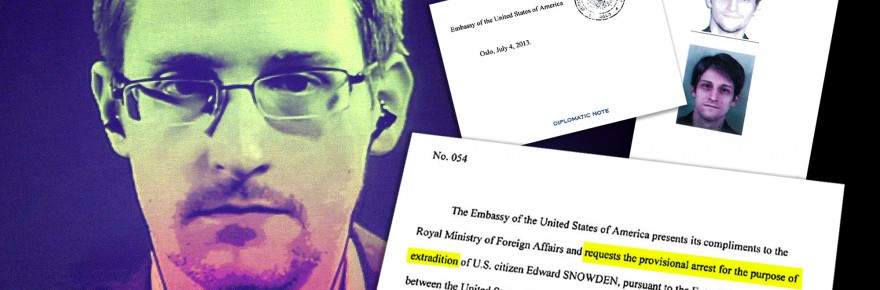 Embassy of the United States of America
Oslo, July 4, 2013.
DIPLOMATIC NOTE
No. 054
The Embassy of the United States of America presents its compliments to the
Royal Ministry of Foreign Affairs and requests the provisional arrest for the purpose of
extradition of U.S. citizen Edward SNOWDEN, pursuant to the
between the United